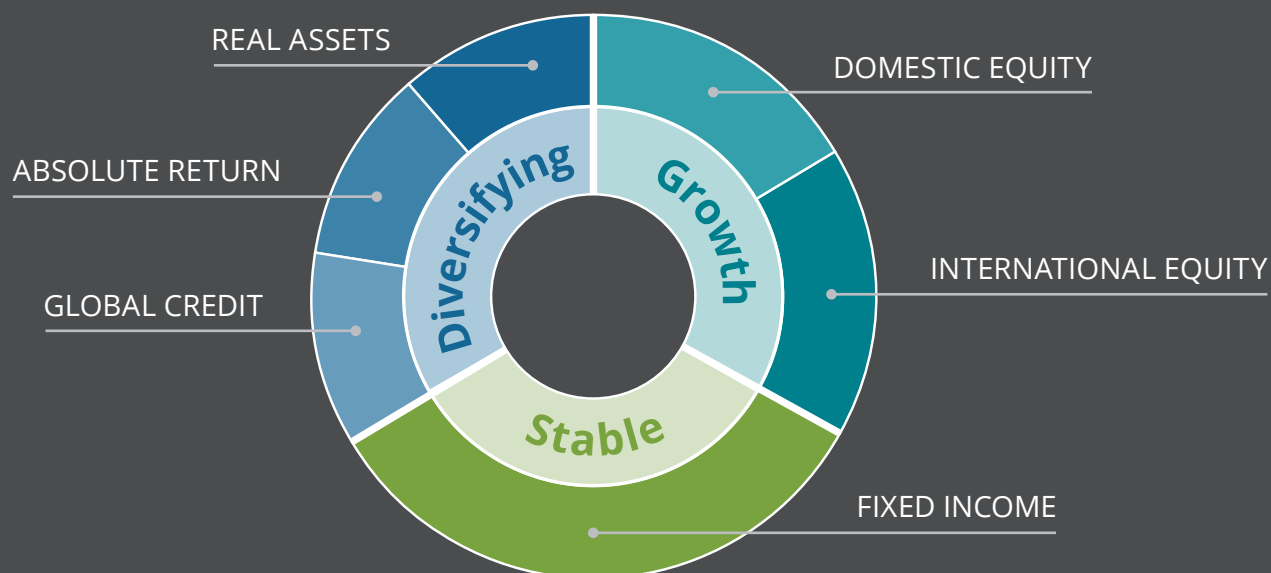 REAL ASSETS
DOMESTIC EQUITY
ABSOLUTE RETURN
Diversifying
Growth
INTERNATIONAL EQUITY
GLOBAL CREDIT
Stable
FIXED INCOME